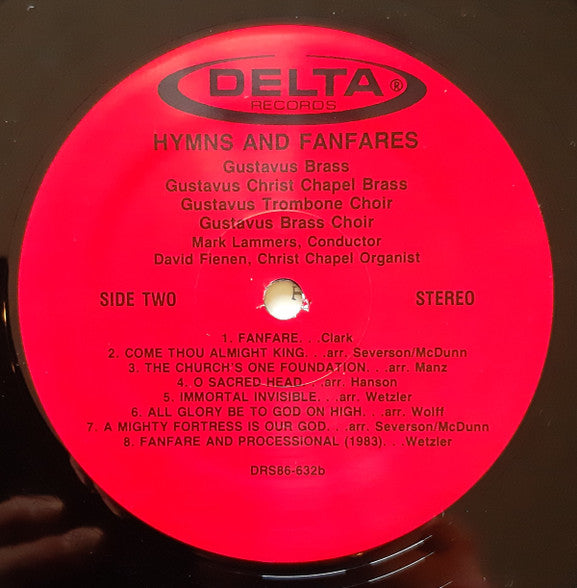 DELTA®
RECORDS
HYMNS AND FANFARES
Gustavus Brass
Gustavus Christ Chapel Brass
Gustavus Trombone Choir
Gustavus Brass Choir
Mark Lammers, Conductor
David Fienen, Christ Chapel Organist
SIDE TWO STEREO
1. FANFARE. . .Clark
2. COME THOU ALMIGHT KING. . .arr. Severson/McDunn
3. THE CHURCH'S ONE FOUNDATION. . .arr. Manz
4. O SACRED HEAD. . .arr. Hanson
5. IMMORTAL INVISIBLE. . .arr. Wetzler
6. ALL GLORY BE TO GOD ON HIGH. . .arr. Wolff
7. A MIGHTY FORTRESS IS OUR GOD. . .arr. Severson/McDunn
8. FANFARE AND PROCESSIONAL (1983). . .Wetzler
DRS86-632b